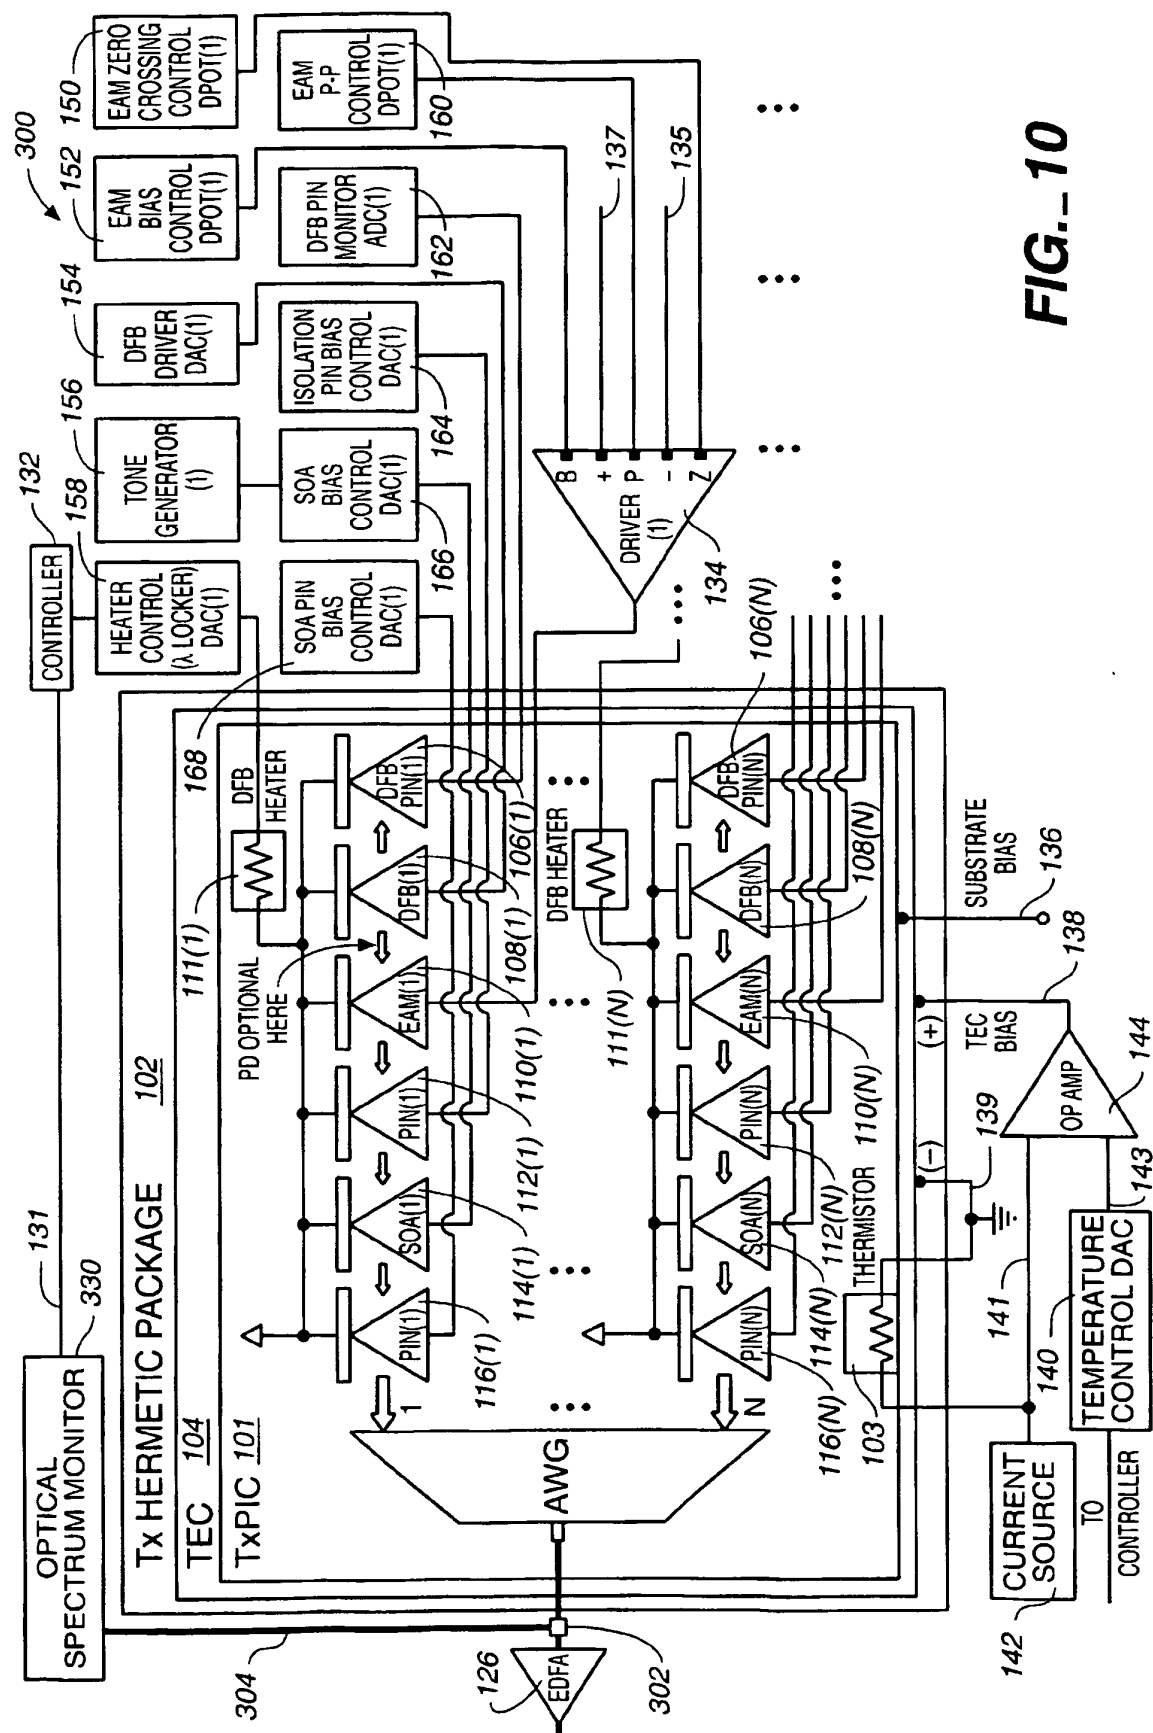 OPTICAL
SPECTRUM MONITOR
330
131
CONTROLLER
132
300
304
HEATER
CONTROL
(λ LOCKER)
DAC(1)
158
TONE
GENERATOR
(1)
156
DFB
DRIVER
DAC(1)
154
EAM
BIAS
CONTROL
DPOT(1)
152
EAM ZERO
CROSSING
CONTROL
DPOT(1)
150
SOA PIN
BIAS
CONTROL
DAC(1)
168
SOA
BIAS
CONTROL
DAC(1)
166
ISOLATION
PIN BIAS
CONTROL
DAC(1)
164
DFB PIN
MONITOR
ADC(1)
162
EAM
P-P
CONTROL
DPOT(1)
160
Tx HERMETIC PACKAGE 102
TEC 104
TxPIC 101
111(1)
DFB
HEATER
PD OPTIONAL
HERE
PIN(1)
SOA(1)
PIN(1)
EAM(1)
DFB(1)
DFB
PIN(1)
116(1)
114(1)
112(1)
110(1)
108(1)
106(1)
1
AWG
EDFA
126
302
DFB HEATER
111(N)
B
+
P
-
Z
DRIVER
(1)
134
137
135
N
PIN(N)
SOA(N)
PIN(N)
EAM(N)
DFB(N)
DFB
PIN(N)
116(N)
114(N)
112(N)
110(N)
108(N)
106(N)
THERMISTOR
103
(−)
(+)
139
TEC
BIAS
138
SUBSTRATE
BIAS
136
OP AMP
144
141
143
CURRENT
SOURCE
142
TEMPERATURE
CONTROL DAC
140
TO
CONTROLLER
FIG._10